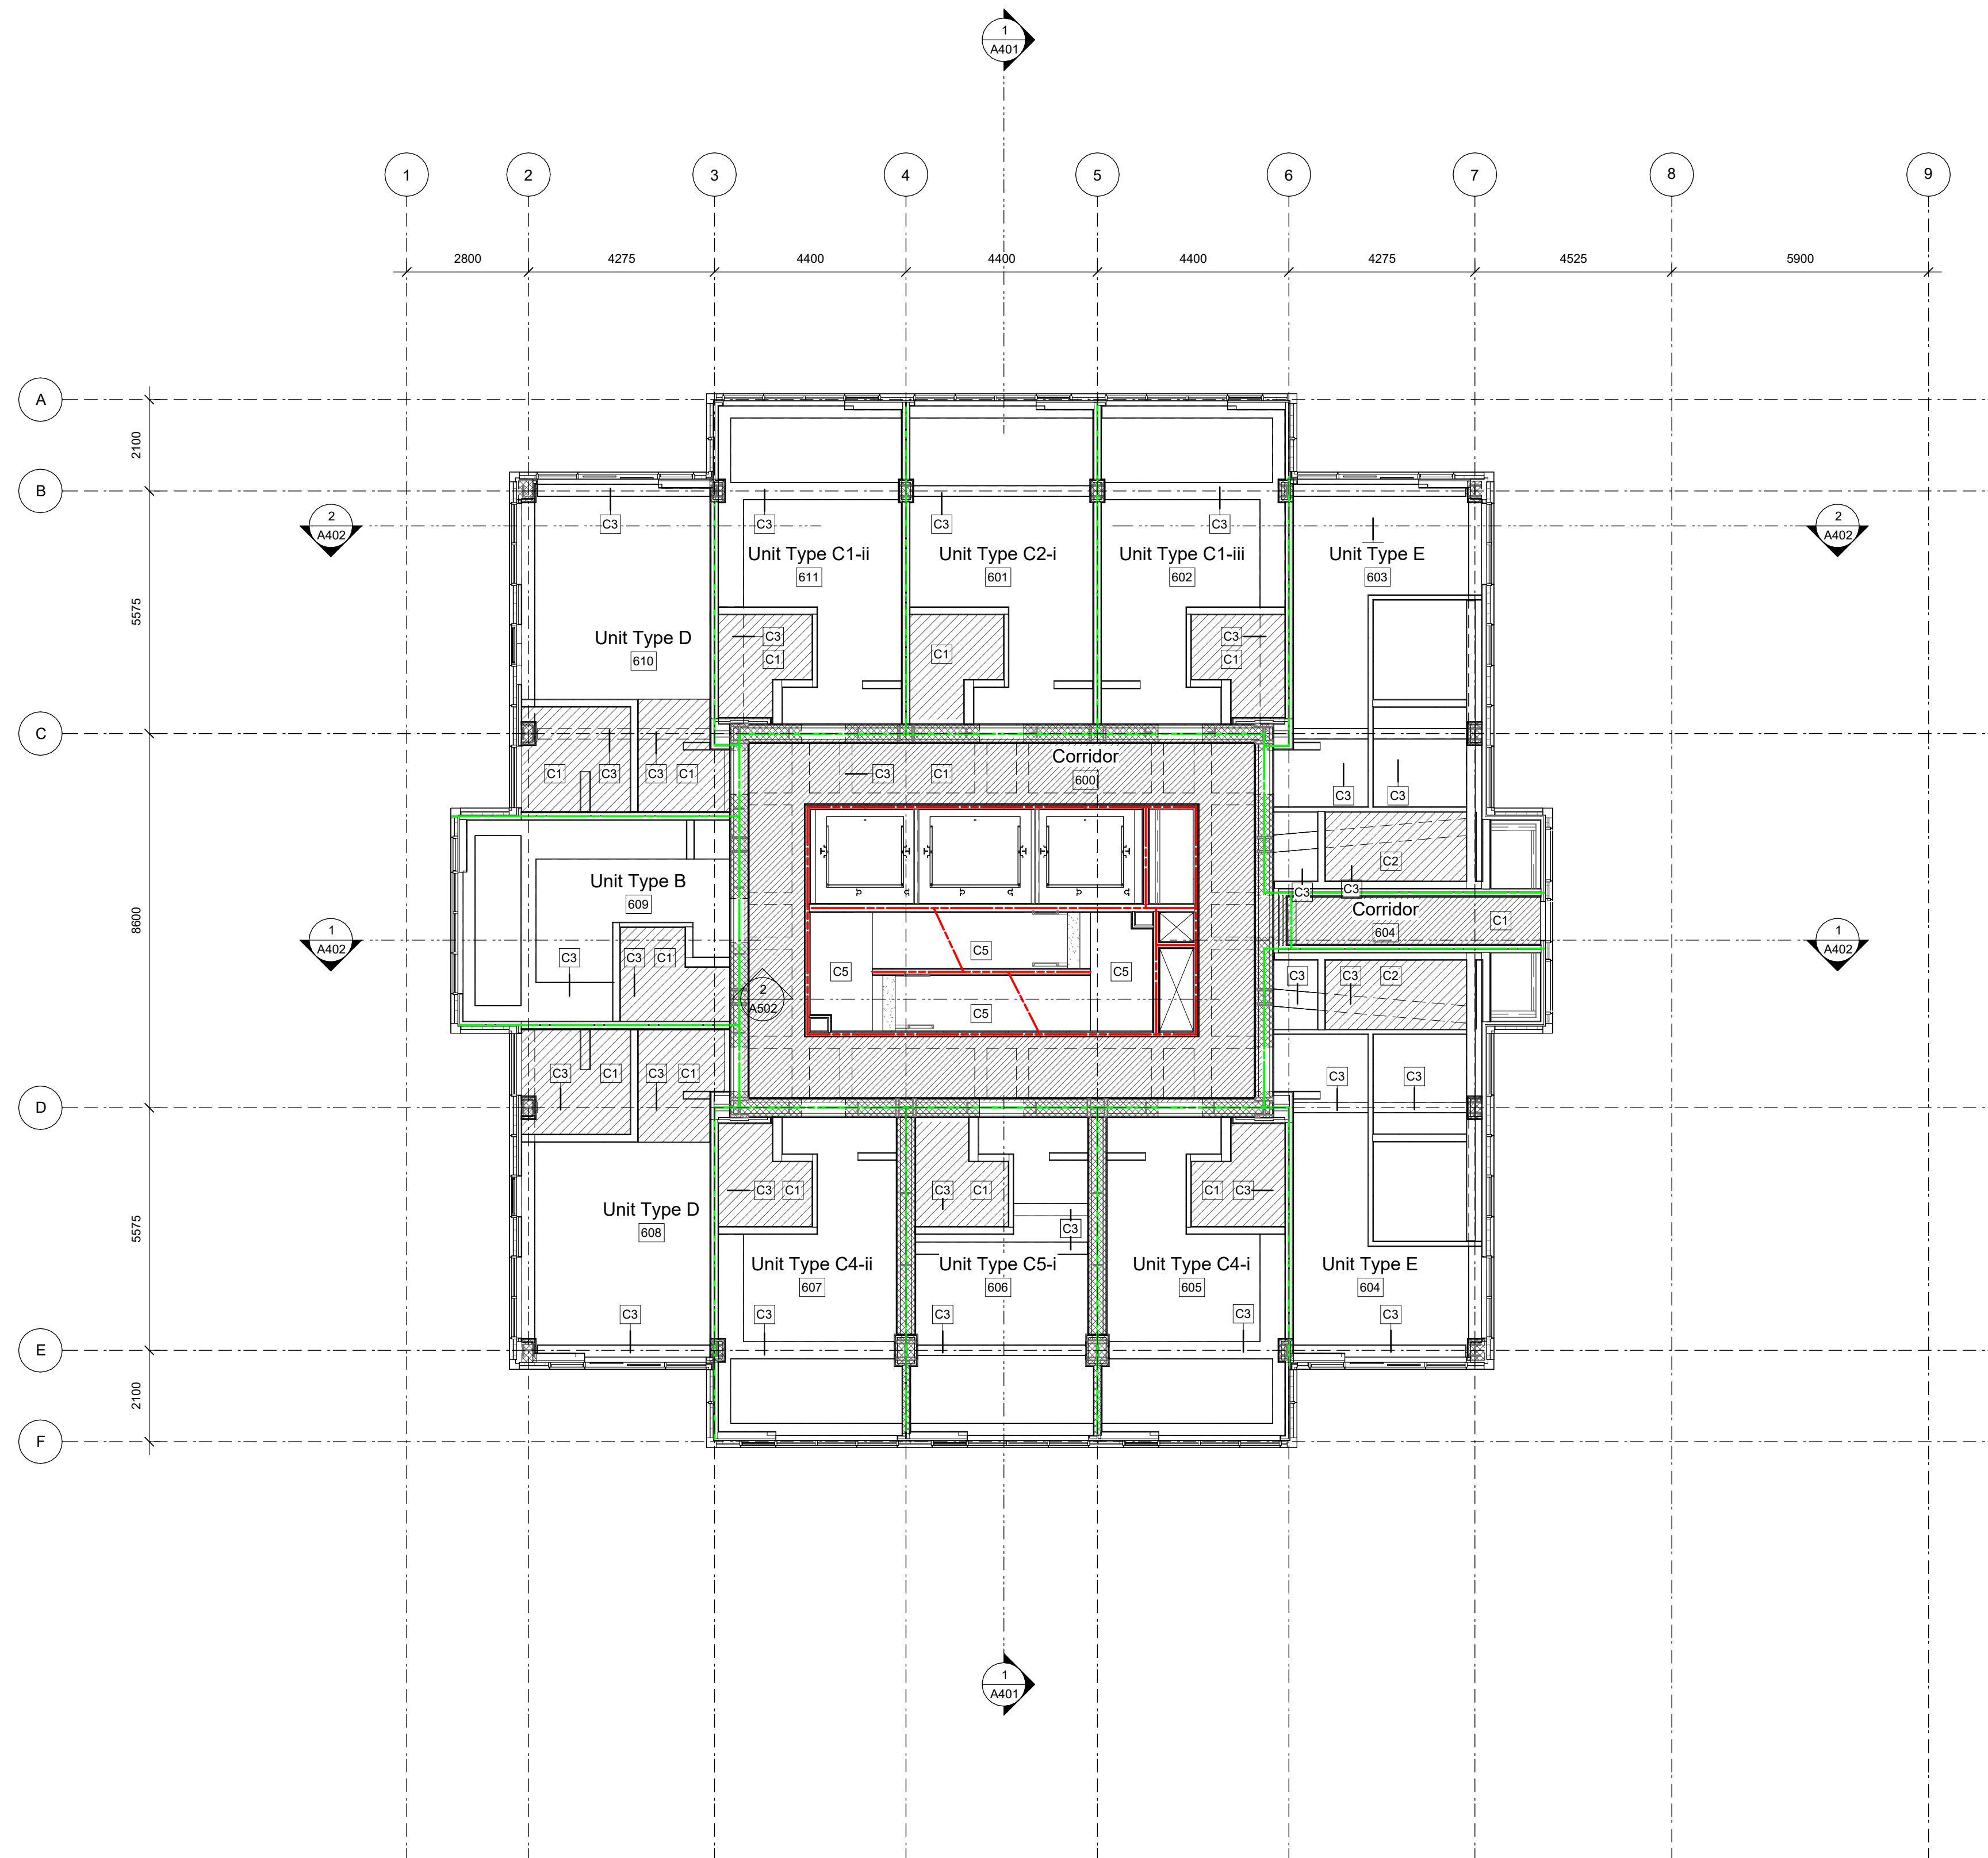 1
A401
1
2
3
4
5
6
7
8
9
2800
4275
4400
4400
4400
4275
4525
5900
A
2100
B
2
A402
C3
C3
C3
C3
2
A402
Unit Type C1-ii
Unit Type C2-i
Unit Type C1-iii
Unit Type E
611
601
602
603
5575
Unit Type D
610
C3
C1
C1
C3
C1
C
C1
C3
C3
C1
C3
C1
Corridor
600
C3
C3
Unit Type B
609
C2
C3
C3
Corridor
604
C1
8600
1
A402
C3
C3
C1
C5
C5
C5
C5
C3
C3
C2
1
A402
2
A502
C3
C1
C3
C1
C3
C3
D
C3
C1
C3
C1
C1
C3
C3
Unit Type D
608
5575
Unit Type C4-ii
Unit Type C5-i
Unit Type C4-i
Unit Type E
607
606
605
604
C3
C3
C3
C3
C3
E
2100
F
1
A401